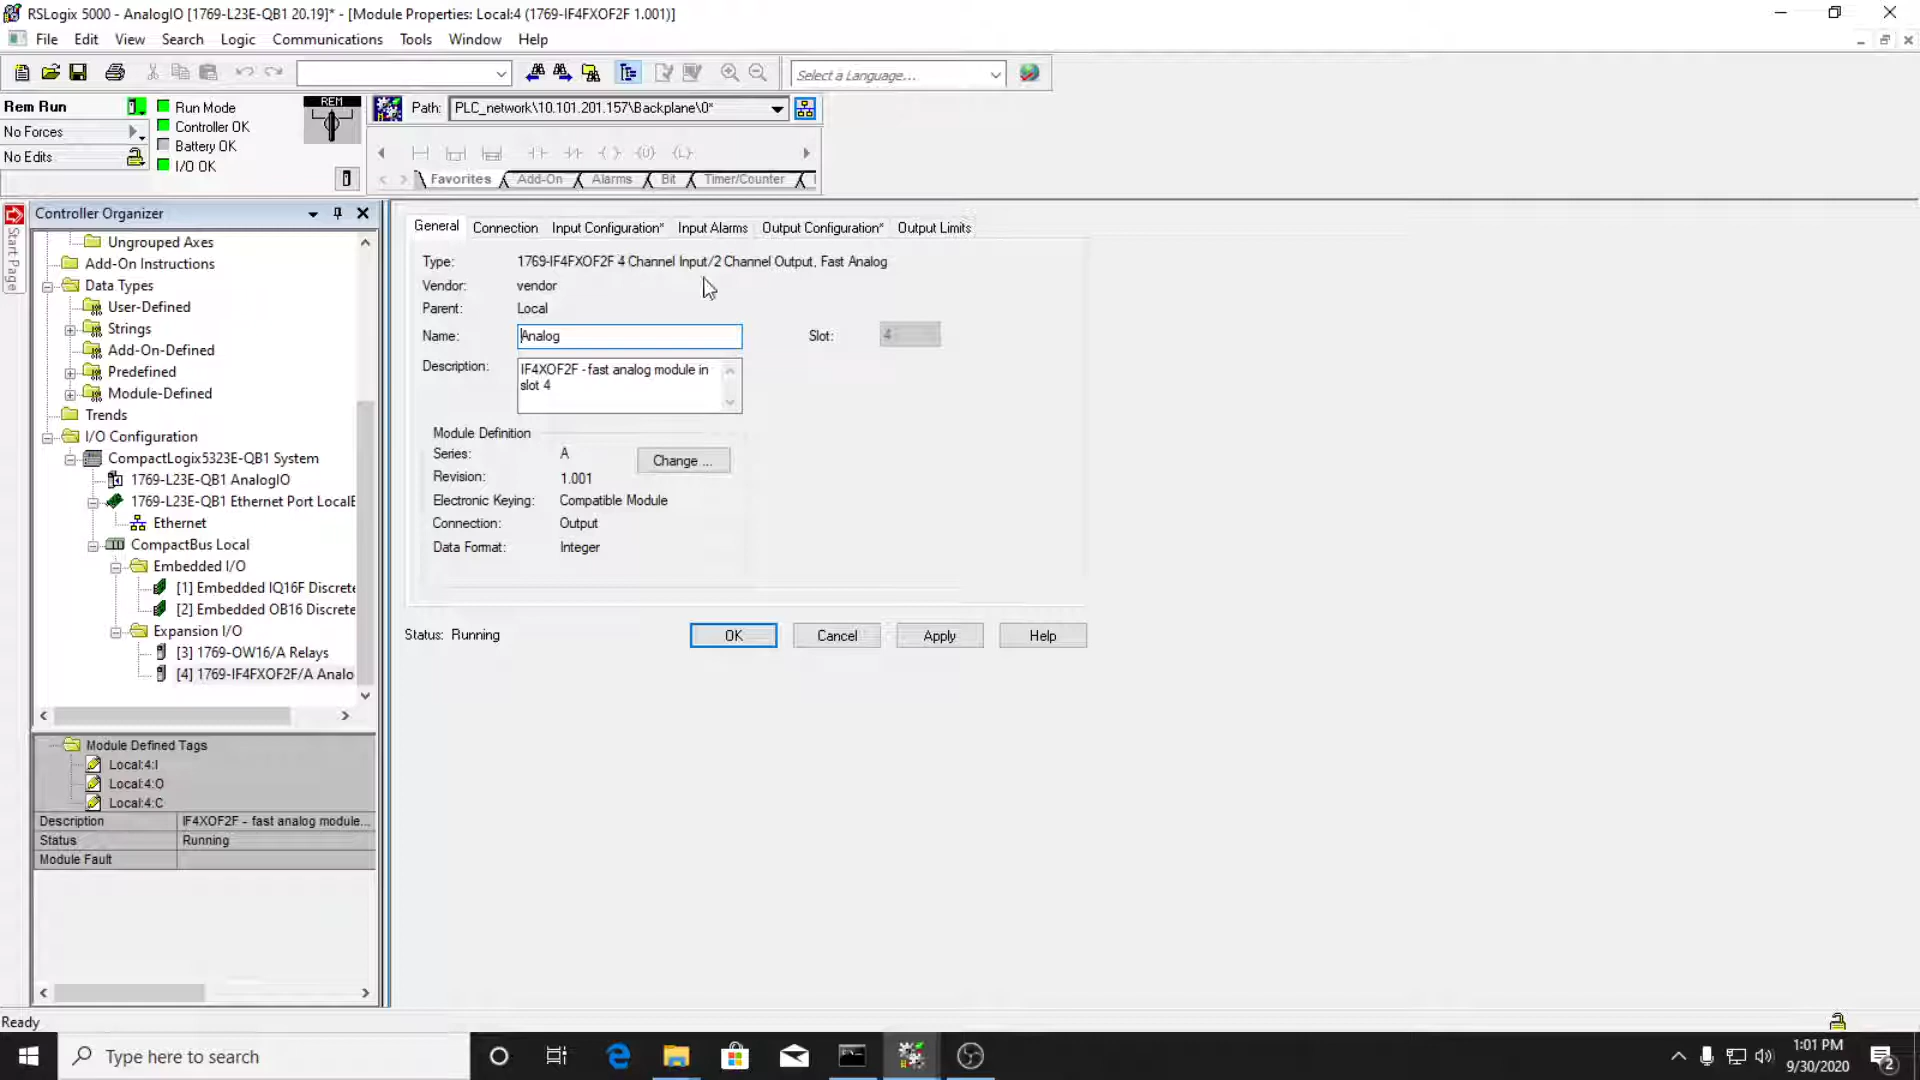 RSLogix 5000 - AnalogIO [1769-L23E-QB1 20.19]* - [Module Properties: Local:4 (1769-IF4FXOF2F 1.001)]
File Edit View Search Logic Communications Tools Window Help
Select a Language...
Rem Run
No Forces
No Edits
Run Mode
Controller OK
Battery OK
I/O OK
REM
Path: PLC_network\10.101.201.157\Backplane\0*
Favorites Add-On Alarms Bit Timer/Counter
Start Page
Controller Organizer
Ungrouped Axes
Add-On Instructions
Data Types
User-Defined
Strings
Add-On-Defined
Predefined
Module-Defined
Trends
I/O Configuration
CompactLogix5323E-QB1 System
1769-L23E-QB1 AnalogIO
1769-L23E-QB1 Ethernet Port LocalE
Ethernet
CompactBus Local
Embedded I/O
[1] Embedded IQ16F Discrete
[2] Embedded OB16 Discrete
Expansion I/O
[3] 1769-OW16/A Relays
[4] 1769-IF4FXOF2F/A Analo
Module Defined Tags
Local:4:I
Local:4:O
Local:4:C
Description IF4XOF2F - fast analog module...
Status Running
Module Fault
General Connection Input Configuration* Input Alarms Output Configuration* Output Limits
Type: 1769-IF4FXOF2F 4 Channel Input/2 Channel Output, Fast Analog
Vendor: vendor
Parent: Local
Name: Analog Slot: 4
Description: IF4XOF2F - fast analog module in
slot 4
Module Definition
Series: A Change ...
Revision: 1.001
Electronic Keying: Compatible Module
Connection: Output
Data Format: Integer
Status: Running OK Cancel Apply Help
Ready
Type here to search
1:01 PM
9/30/2020
2